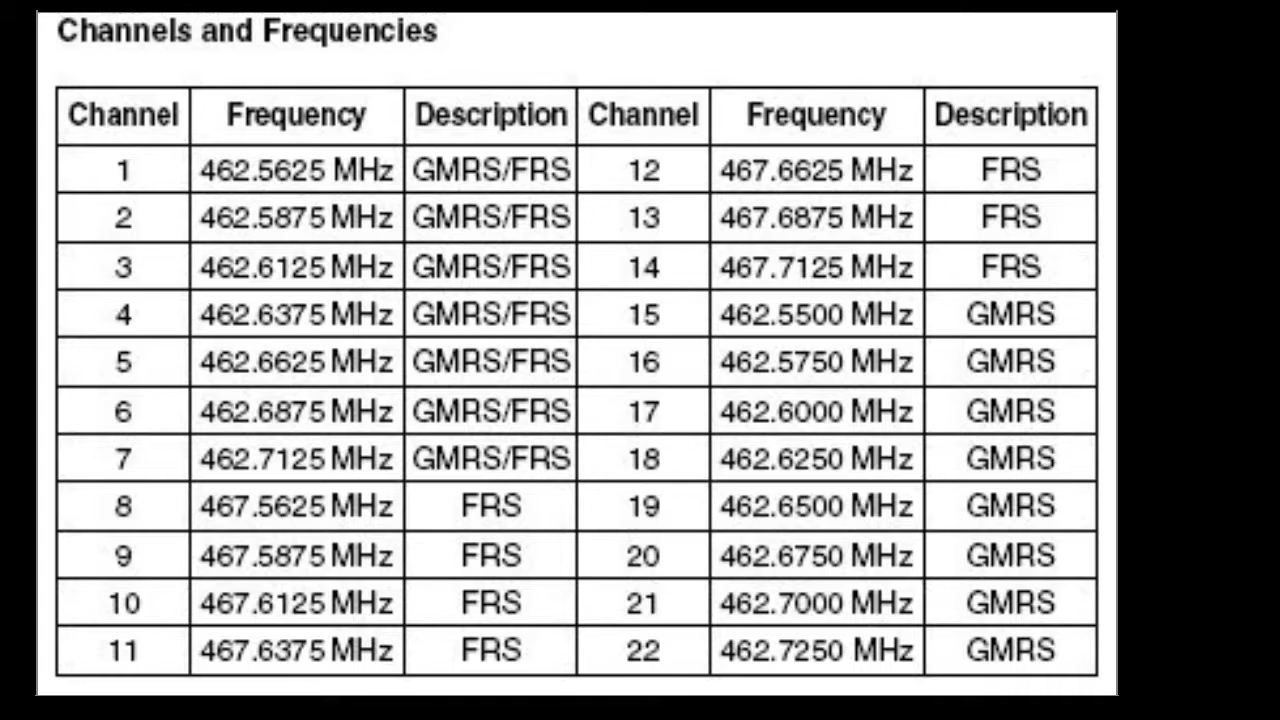 Channels and Frequencies
Channel Frequency Description Channel Frequency Description
1 462.5625 MHz GMRS/FRS 12 467.6625 MHz FRS
2 462.5875 MHz GMRS/FRS 13 467.6875 MHz FRS
3 462.6125 MHz GMRS/FRS 14 467.7125 MHz FRS
4 462.6375 MHz GMRS/FRS 15 462.5500 MHz GMRS
5 462.6625 MHz GMRS/FRS 16 462.5750 MHz GMRS
6 462.6875 MHz GMRS/FRS 17 462.6000 MHz GMRS
7 462.7125 MHz GMRS/FRS 18 462.6250 MHz GMRS
8 467.5625 MHz FRS 19 462.6500 MHz GMRS
9 467.5875 MHz FRS 20 462.6750 MHz GMRS
10 467.6125 MHz FRS 21 462.7000 MHz GMRS
11 467.6375 MHz FRS 22 462.7250 MHz GMRS